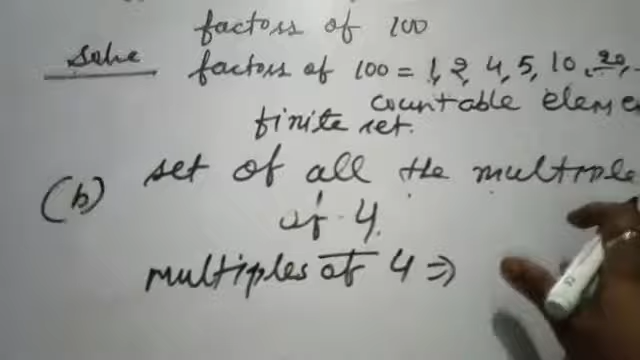 factors of 100
Solve factors of 100 = 1, 2, 4, 5, 10, 20,
countable eleme
finite set.
(b) set of all the multiple
of 4.
multiples of 4 ⇒